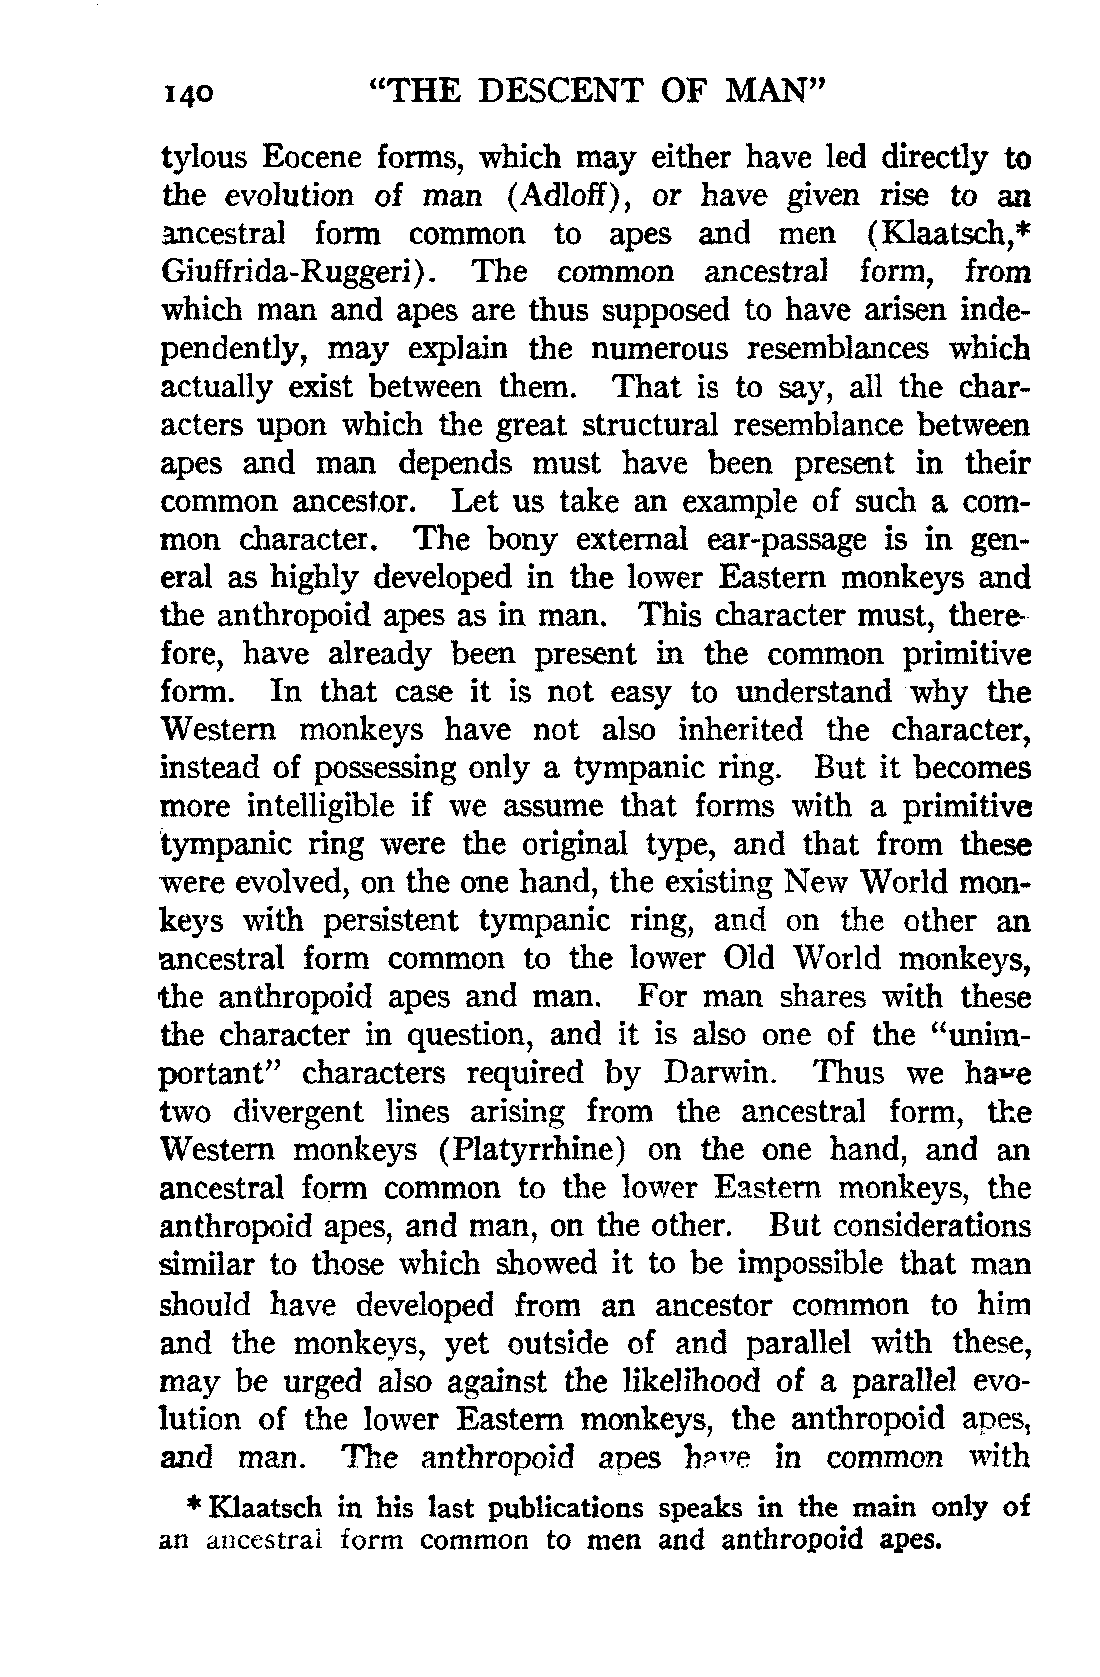 140 "THE DESCENT OF MAN"
tylous Eocene forms, which may either have led directly to
the evolution of man (Adloff), or have given rise to an
ancestral form common to apes and men (Klaatsch,*
Giuffrida-Ruggeri). The common ancestral form, from
which man and apes are thus supposed to have arisen inde-
pendently, may explain the numerous resemblances which
actually exist between them. That is to say, all the char-
acters upon which the great structural resemblance between
apes and man depends must have been present in their
common ancestor. Let us take an example of such a com-
mon character. The bony external ear-passage is in gen-
eral as highly developed in the lower Eastern monkeys and
the anthropoid apes as in man. This character must, there-
fore, have already been present in the common primitive
form. In that case it is not easy to understand why the
Western monkeys have not also inherited the character,
instead of possessing only a tympanic ring. But it becomes
more intelligible if we assume that forms with a primitive
tympanic ring were the original type, and that from these
were evolved, on the one hand, the existing New World mon-
keys with persistent tympanic ring, and on the other an
ancestral form common to the lower Old World monkeys,
the anthropoid apes and man. For man shares with these
the character in question, and it is also one of the "unim-
portant" characters required by Darwin. Thus we have
two divergent lines arising from the ancestral form, the
Western monkeys (Platyrrhine) on the one hand, and an
ancestral form common to the lower Eastern monkeys, the
anthropoid apes, and man, on the other. But considerations
similar to those which showed it to be impossible that man
should have developed from an ancestor common to him
and the monkeys, yet outside of and parallel with these,
may be urged also against the likelihood of a parallel evo-
lution of the lower Eastern monkeys, the anthropoid apes,
and man. The anthropoid apes have in common with
* Klaatsch in his last publications speaks in the main only of
an ancestral form common to men and anthropoid apes.